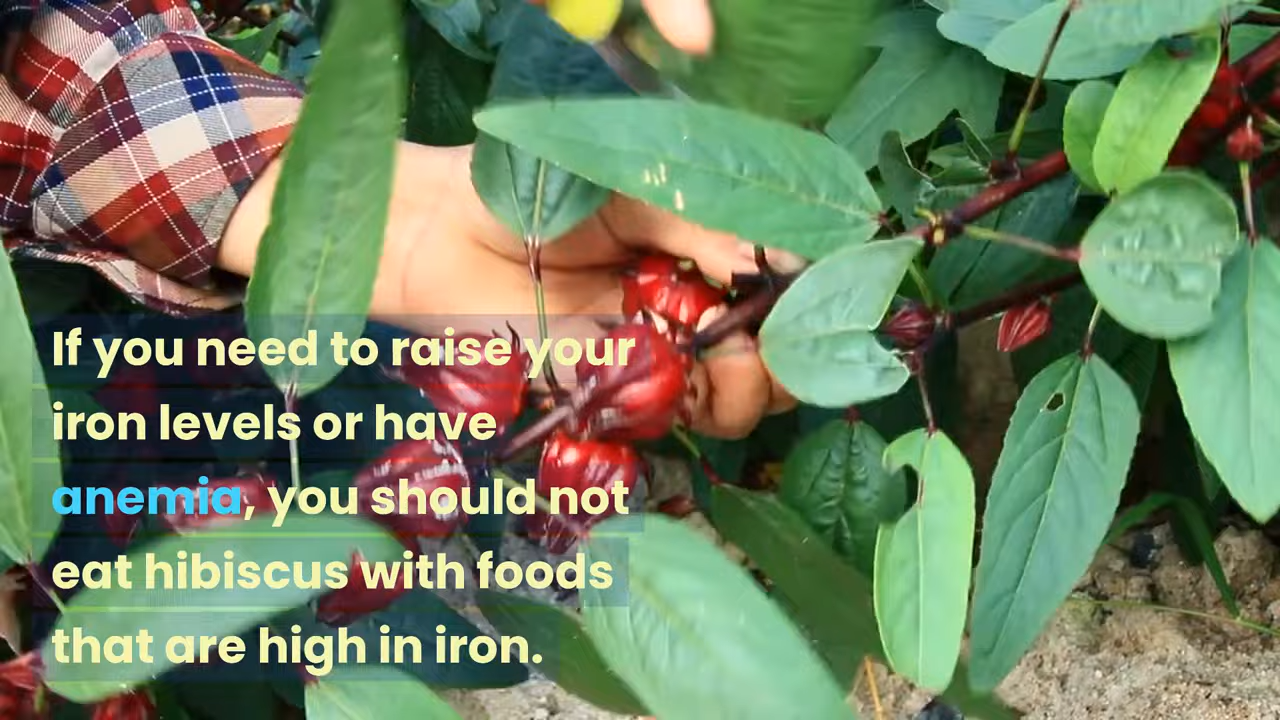 If you need to raise your
iron levels or have
anemia, you should not
eat hibiscus with foods
that are high in iron.